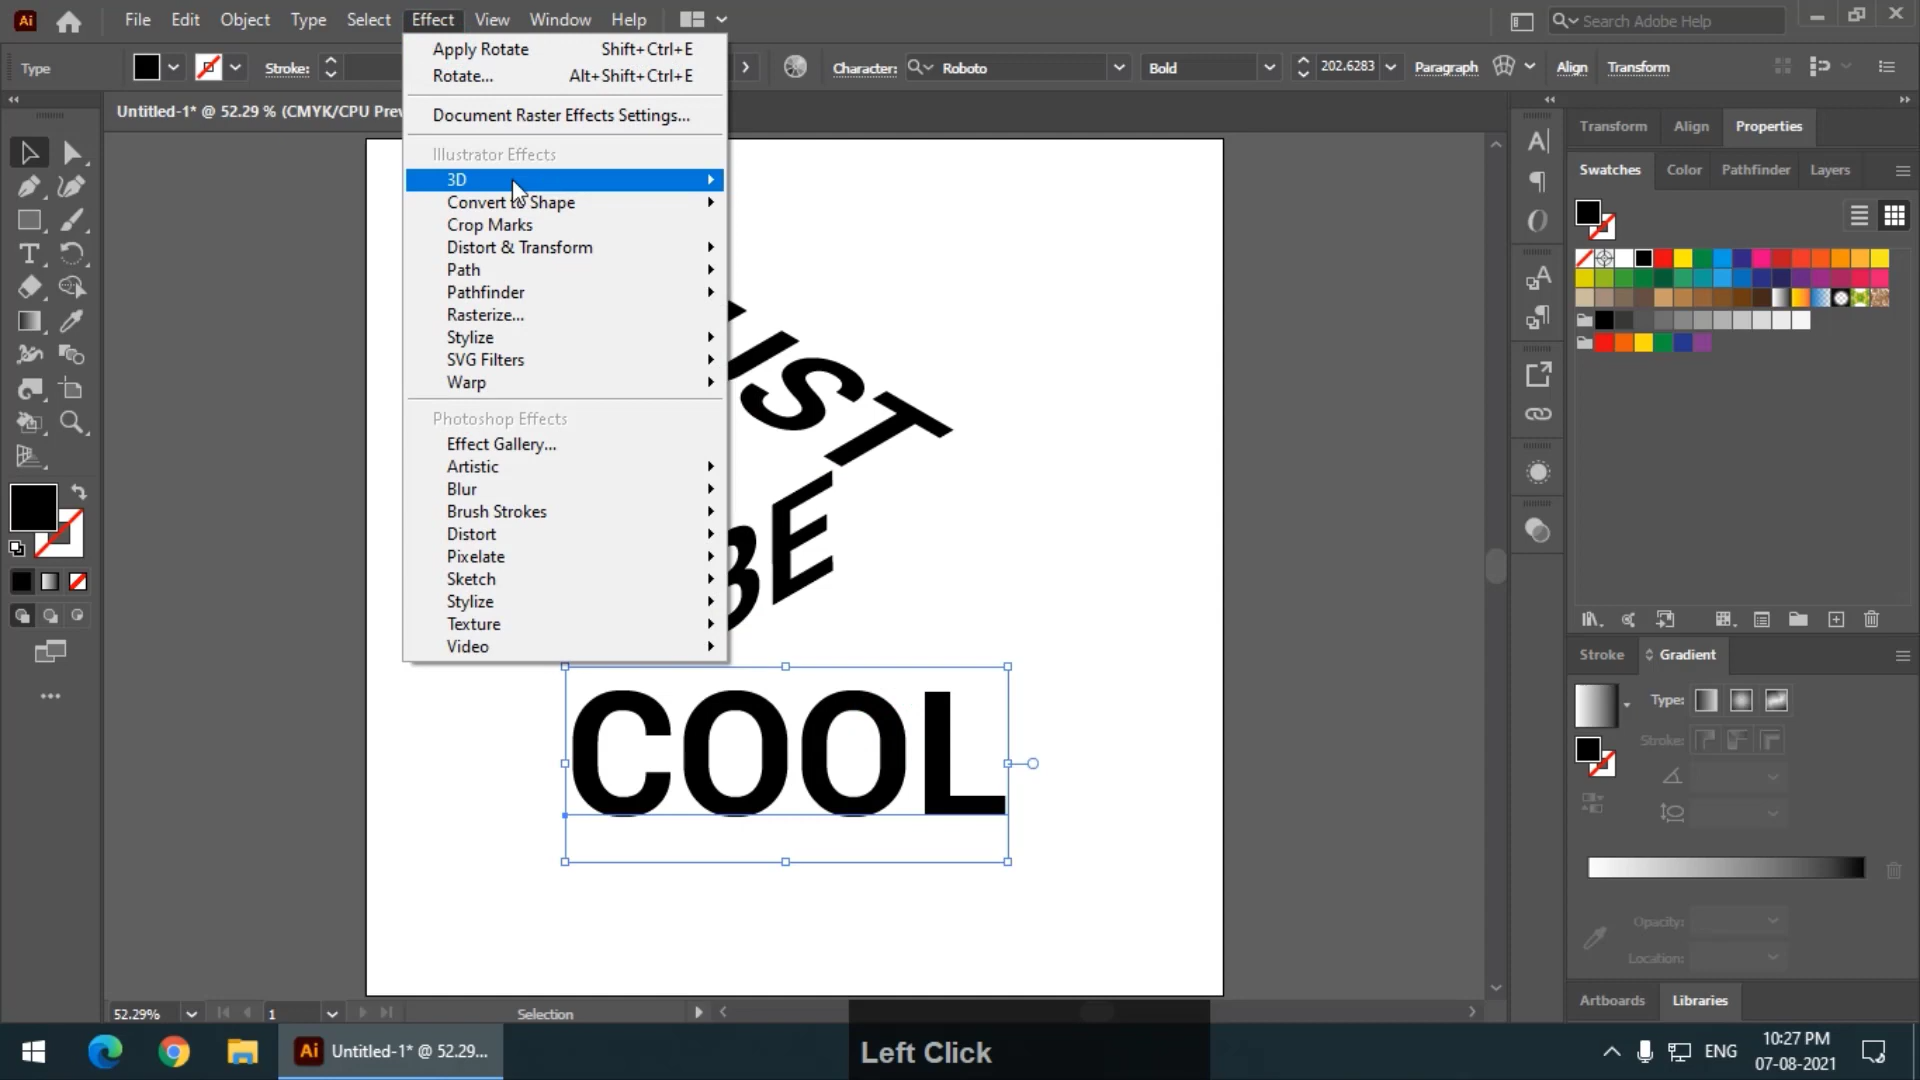 Ai File Edit Object Type Select Effect View Window Help Search Adobe Help
Type Stroke: Character: Roboto Bold 202.6283 Paragraph Align Transform
Untitled-1* @ 52.29 % (CMYK/CPU Prev
Apply Rotate Shift+Ctrl+E
Rotate... Alt+Shift+Ctrl+E
Document Raster Effects Settings...
Illustrator Effects
3D
Convert to Shape
Crop Marks
Distort & Transform
Path
Pathfinder
Rasterize...
Stylize
SVG Filters
Warp
Photoshop Effects
Effect Gallery...
Artistic
Blur
Brush Strokes
Distort
Pixelate
Sketch
Stylize
Texture
Video
IST
BE
COOL
Transform Align Properties
Swatches Color Pathfinder Layers
Stroke Gradient
Type:
Stroke:
Opacity:
Location:
Artboards Libraries
52.29% 1 Selection
Left Click
Ai Untitled-1* @ 52.29...
ENG
10:27 PM
07-08-2021